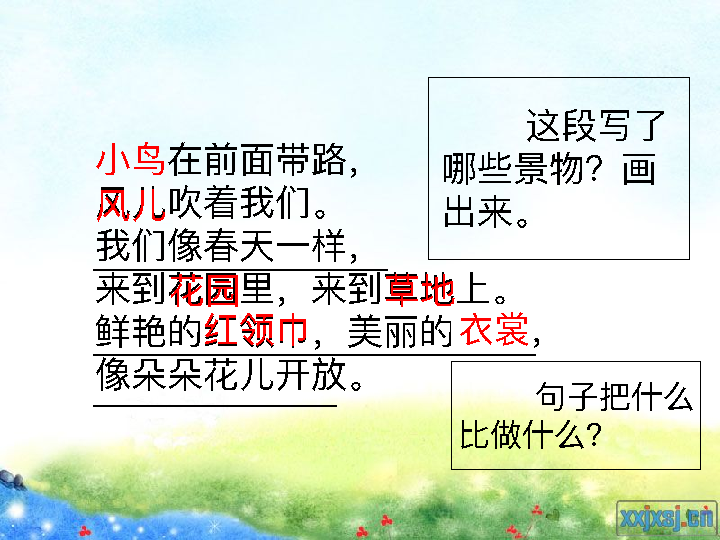 小鸟在前面带路，
风儿吹着我们。
我们像春天一样，
来到花园里，来到草地上。
鲜艳的红领巾，美丽的衣裳，
像朵朵花儿开放。
这段写了
哪些景物？画
出来。
句子把什么
比做什么？
xxjxsj.cn